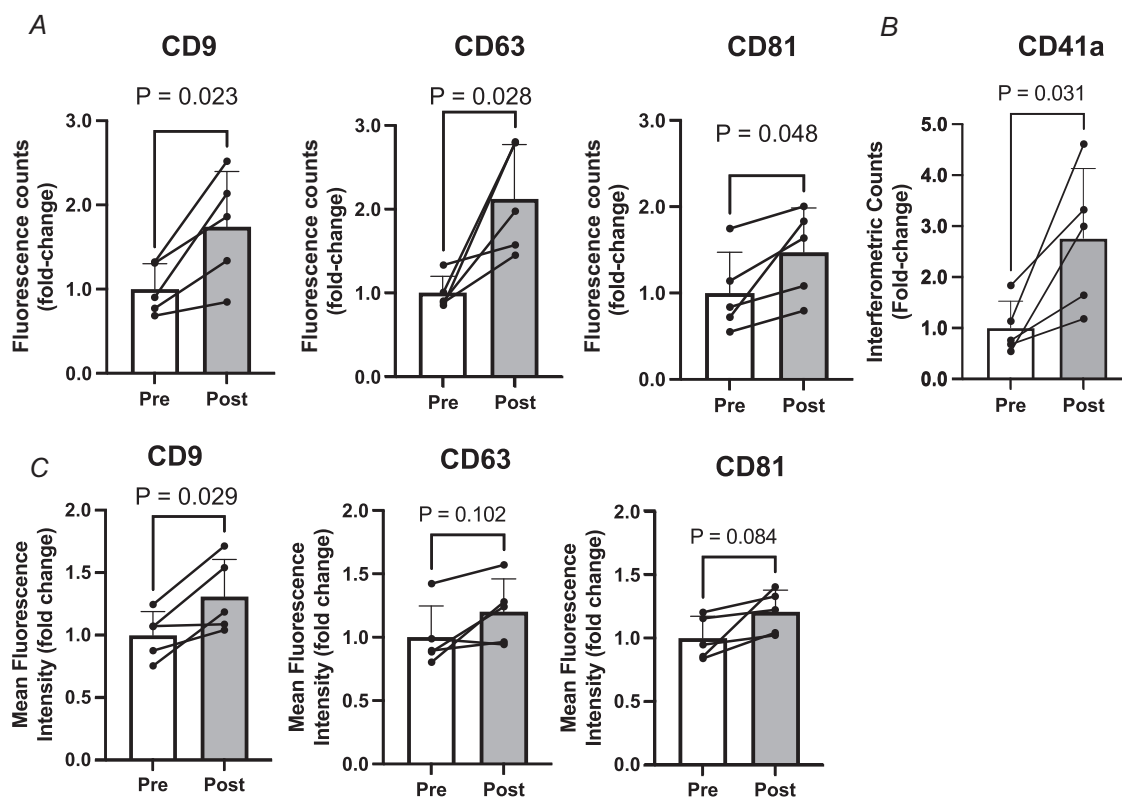 A
CD9
P = 0.023
Fluorescence counts
(fold-change)
3.0
2.0
1.0
0.0
Pre
Post
CD63
P = 0.028
Fluorescence counts
(fold-change)
3.0
2.0
1.0
0.0
Pre
Post
CD81
P = 0.048
Fluorescence counts
(fold-change)
3.0
2.0
1.0
0.0
Pre
Post
B
CD41a
P = 0.031
Interferometric Counts
(Fold-change)
5.0
4.0
3.0
2.0
1.0
0.0
Pre
Post
C
CD9
P = 0.029
Mean Fluorescence
Intensity (fold change)
2.0
1.5
1.0
0.5
0.0
Pre
Post
CD63
P = 0.102
Mean Fluorescence
Intensity (fold change)
2.0
1.5
1.0
0.5
0.0
Pre
Post
CD81
P = 0.084
Mean Fluorescence
Intensity (fold change)
2.0
1.5
1.0
0.5
0.0
Pre
Post